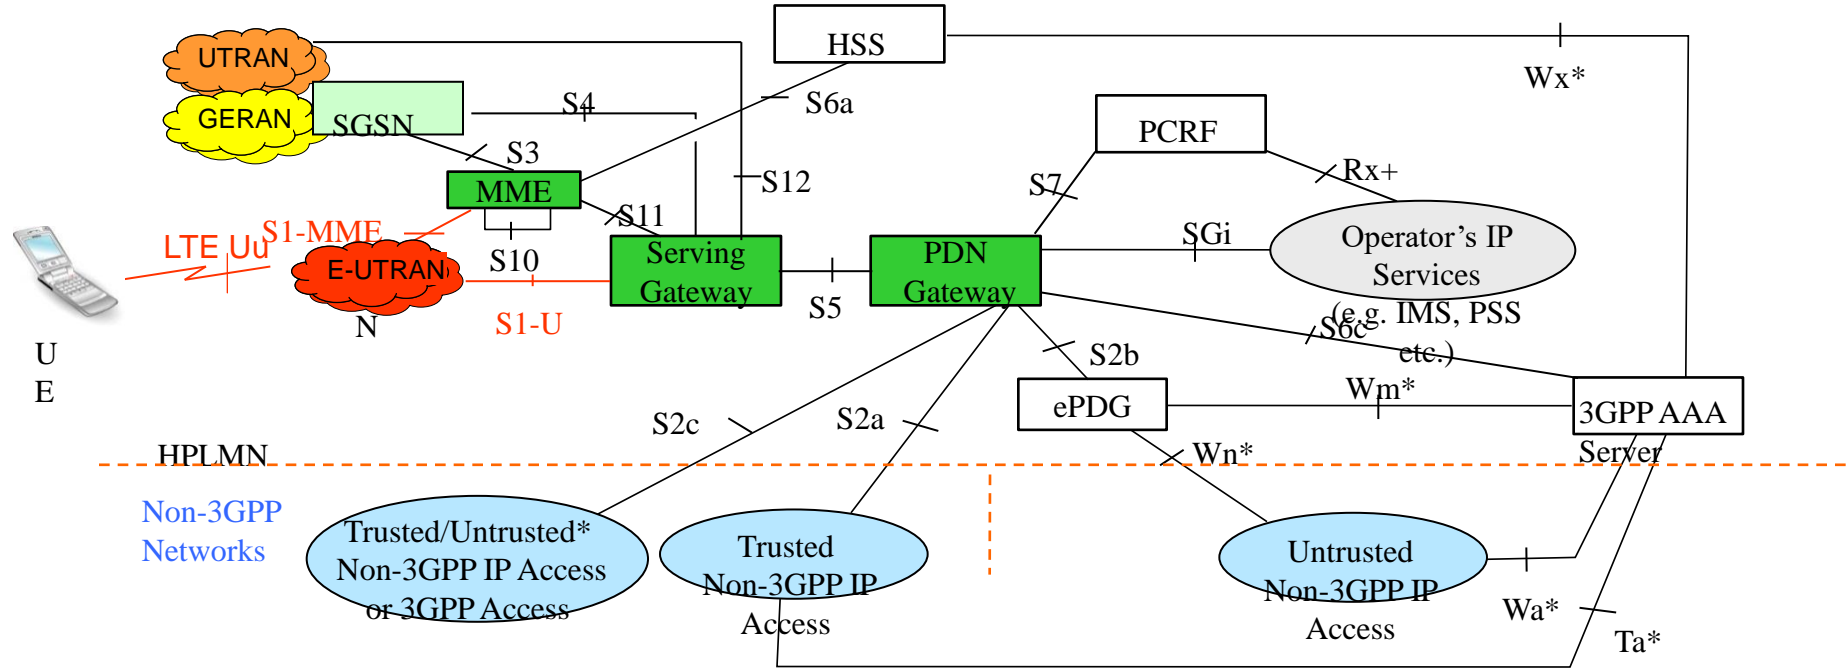 HSS
UTRAN
Wx*
S4
S6a
GERAN
SGSN
PCRF
S3
Rx+
MME
S12
S7
S11
S1-MME
LTE Uu
SGi
Operator’s IP
Services
(e.g. IMS, PSS
etc.)
S10
Serving
Gateway
PDN
Gateway
E-UTRAN
N
S1-U
S5
S6c
U
E
S2b
Wm*
ePDG
3GPP AAA
Server
S2c
S2a
HPLMN
Wn*
Non-3GPP
Networks
Trusted/Untrusted*
Non-3GPP IP Access
or 3GPP Access
Trusted
Non-3GPP IP
Access
Untrusted
Non-3GPP IP
Access
Wa*
Ta*